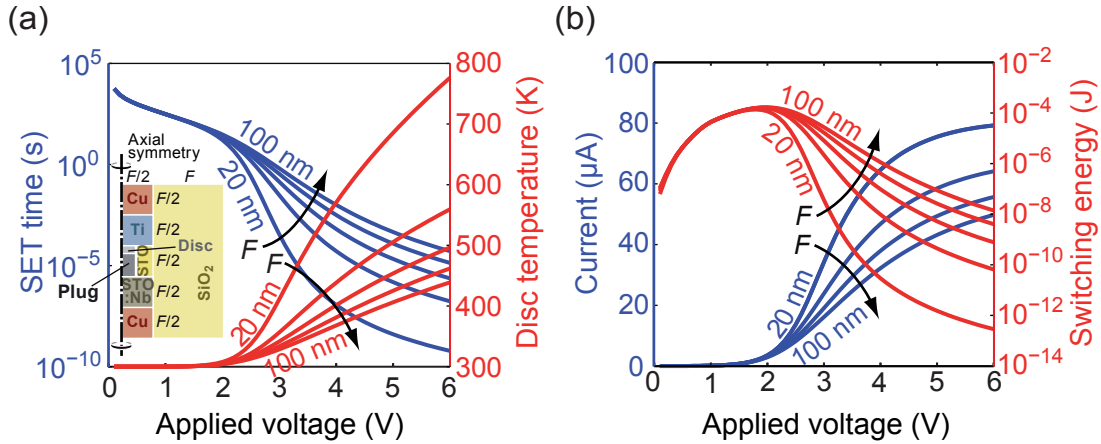 (a)
10⁵
10⁰
10⁻⁵
10⁻¹⁰
SET time (s)
0 1 2 3 4 5 6
Applied voltage (V)
800
700
600
500
400
300
Disc temperature (K)
100 nm
20 nm
F
F
20 nm
100 nm
Axial
symmetry
F/2 F
Cu F/2
Ti F/2
Disc
STO F/2
Plug
STO
:Nb F/2
Cu F/2
SiO₂
(b)
100
80
60
40
20
0
Current (µA)
0 1 2 3 4 5 6
Applied voltage (V)
10⁻²
10⁻⁴
10⁻⁶
10⁻⁸
10⁻¹⁰
10⁻¹²
10⁻¹⁴
Switching energy (J)
100 nm
20 nm
F
F
20 nm
100 nm